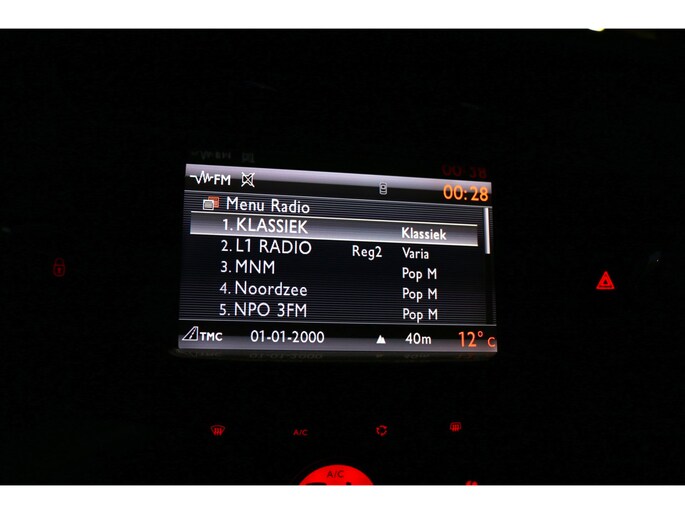 FM
00:28
Menu Radio
1. KLASSIEK Klassiek
2. L1 RADIO Reg2 Varia
3. MNM Pop M
4. Noordzee Pop M
5. NPO 3FM Pop M
TMC 01-01-2000 40m 12° C
A/C
A/C